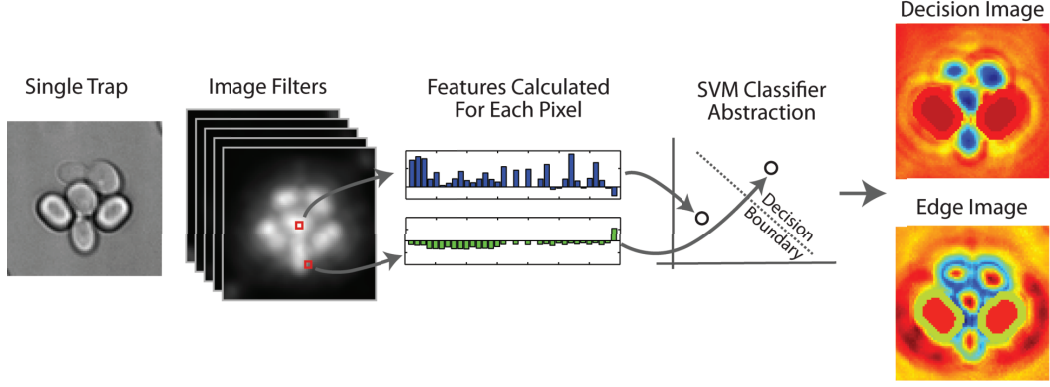 Single Trap
Image Filters
Features Calculated
For Each Pixel
SVM Classifier
Abstraction
Decision
Boundary
Decision Image
Edge Image